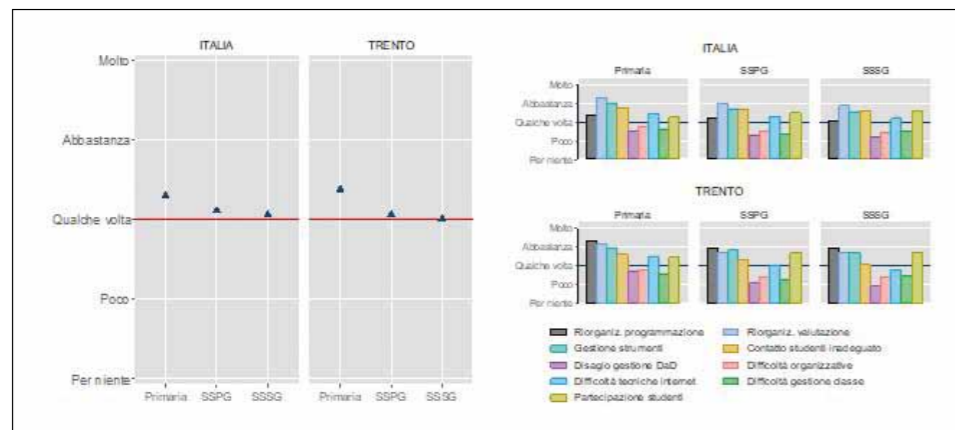 ITALIA
TRENTO
Molto
Abbastanza
Qualche volta
Poco
Per niente
Primaria SSPG SSSG Primaria SSPG SSSG
ITALIA
Primaria SSPG SSSG
Molto
Abbastanza
Qualche volta
Poco
Per niente
TRENTO
Primaria SSPG SSSG
Molto
Abbastanza
Qualche volta
Poco
Per niente
Riorganiz. programmazione
Riorganiz. valutazione
Gestione strumenti
Contatto studenti inadeguato
Disagio gestione DaD
Difficoltà organizzative
Difficoltà tecniche internet
Difficoltà gestione classe
Partecipazione studenti